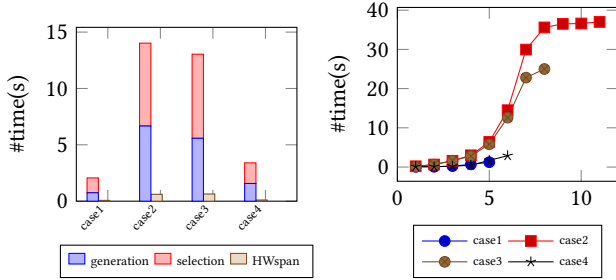 #time(s)
15
10
5
0
case1
case2
case3
case4
generation
selection
HWspan
#time(s)
40
30
20
10
0
0
5
10
case1
case2
case3
case4